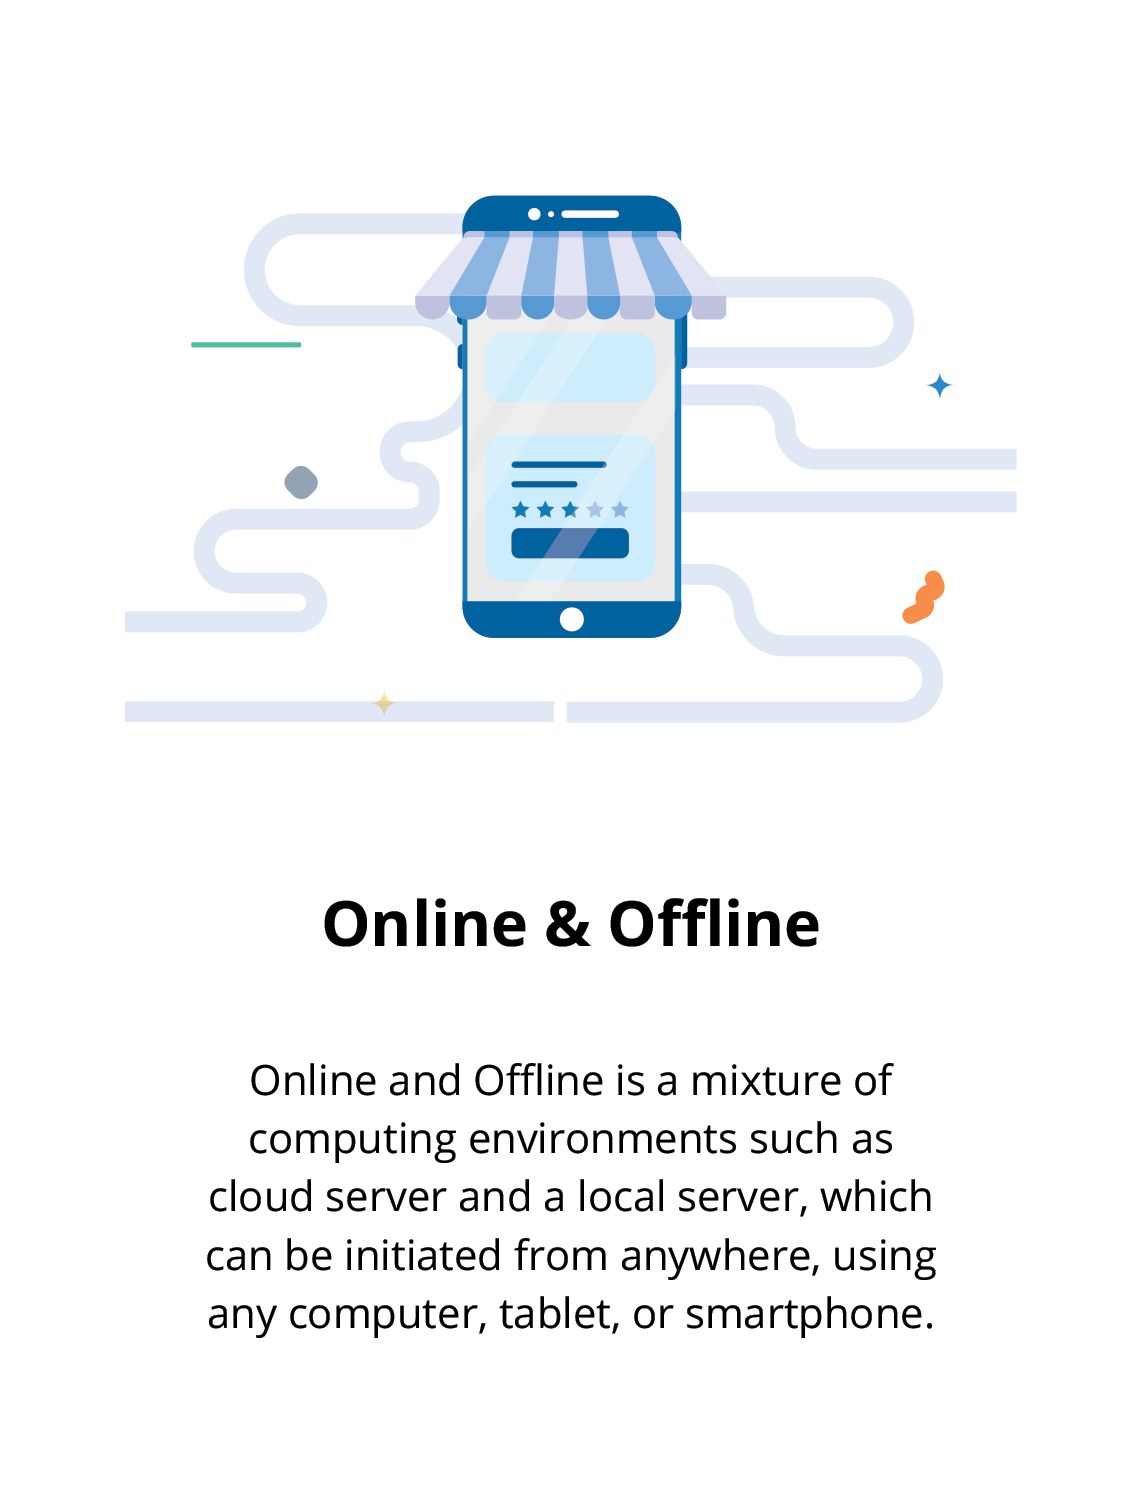 Online & Offline
Online and Offline is a mixture of
computing environments such as
cloud server and a local server, which
can be initiated from anywhere, using
any computer, tablet, or smartphone.